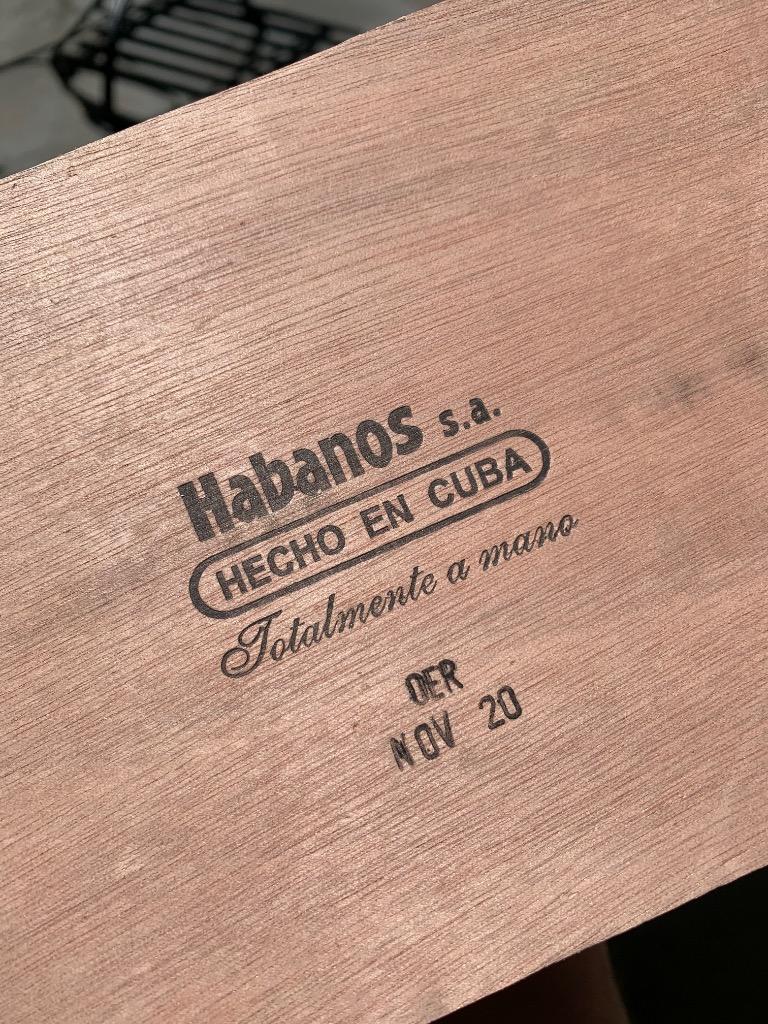 Habanos s.a.
HECHO EN CUBA
Totalmente a mano
OER
NOV 20